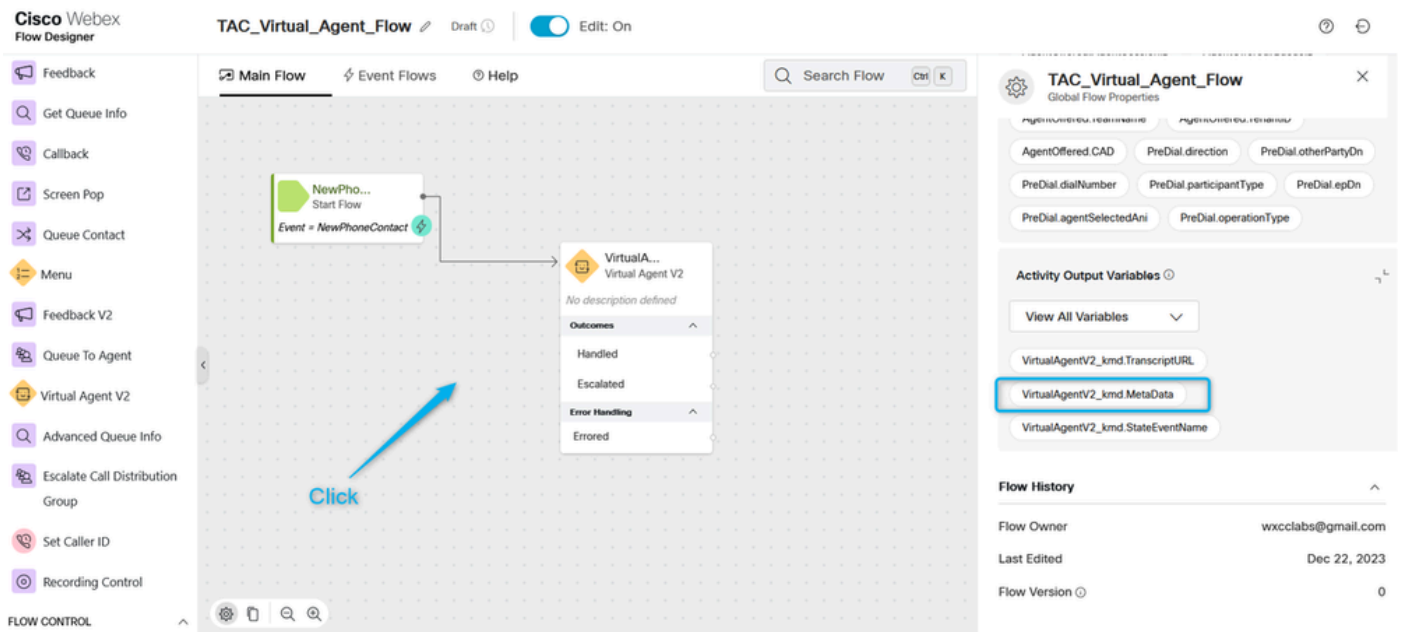 Cisco Webex
Flow Designer
TAC_Virtual_Agent_Flow
Draft
Edit: On
Feedback
Get Queue Info
Callback
Screen Pop
Queue Contact
Menu
Feedback V2
Queue To Agent
Virtual Agent V2
Advanced Queue Info
Escalate Call Distribution
Group
Set Caller ID
Recording Control
FLOW CONTROL
Main Flow
Event Flows
Help
Search Flow
Ctrl K
NewPho...
Start Flow
Event = NewPhoneContact
VirtualA...
Virtual Agent V2
No description defined
Outcomes
Handled
Escalated
Error Handling
Errored
Click
TAC_Virtual_Agent_Flow
Global Flow Properties
AgentOffered.TeamName AgentOffered.TenantID
AgentOffered.CAD PreDial.direction PreDial.otherPartyDn
PreDial.dialNumber PreDial.participantType PreDial.epDn
PreDial.agentSelectedAni PreDial.operationType
Activity Output Variables
View All Variables
VirtualAgentV2_kmd.TranscriptURL
VirtualAgentV2_kmd.MetaData
VirtualAgentV2_kmd.StateEventName
Flow History
Flow Owner wxcclabs@gmail.com
Last Edited Dec 22, 2023
Flow Version 0